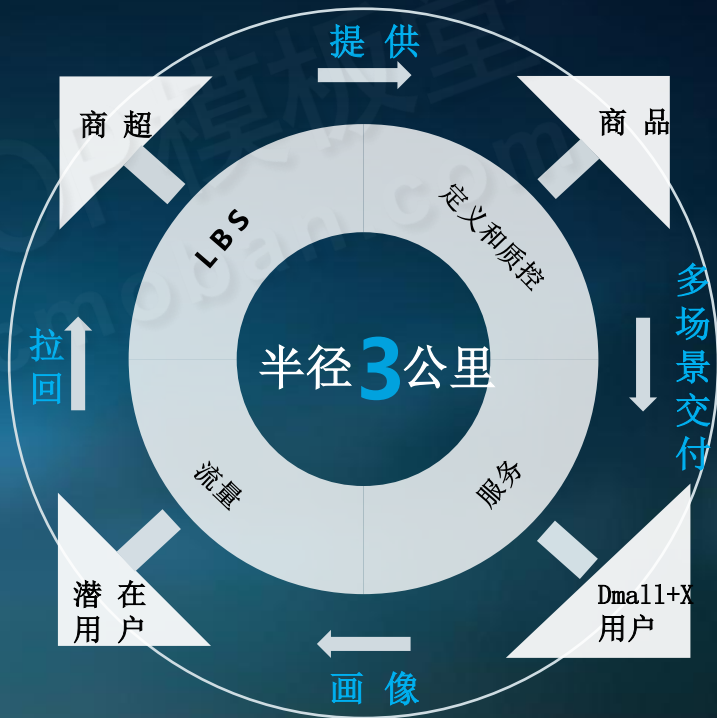 提 供
商 超
商 品
LBS
定义和质控
多场景交付
拉回
半径3公里
流量
服务
潜 在
用 户
Dmall+X
用户
画 像